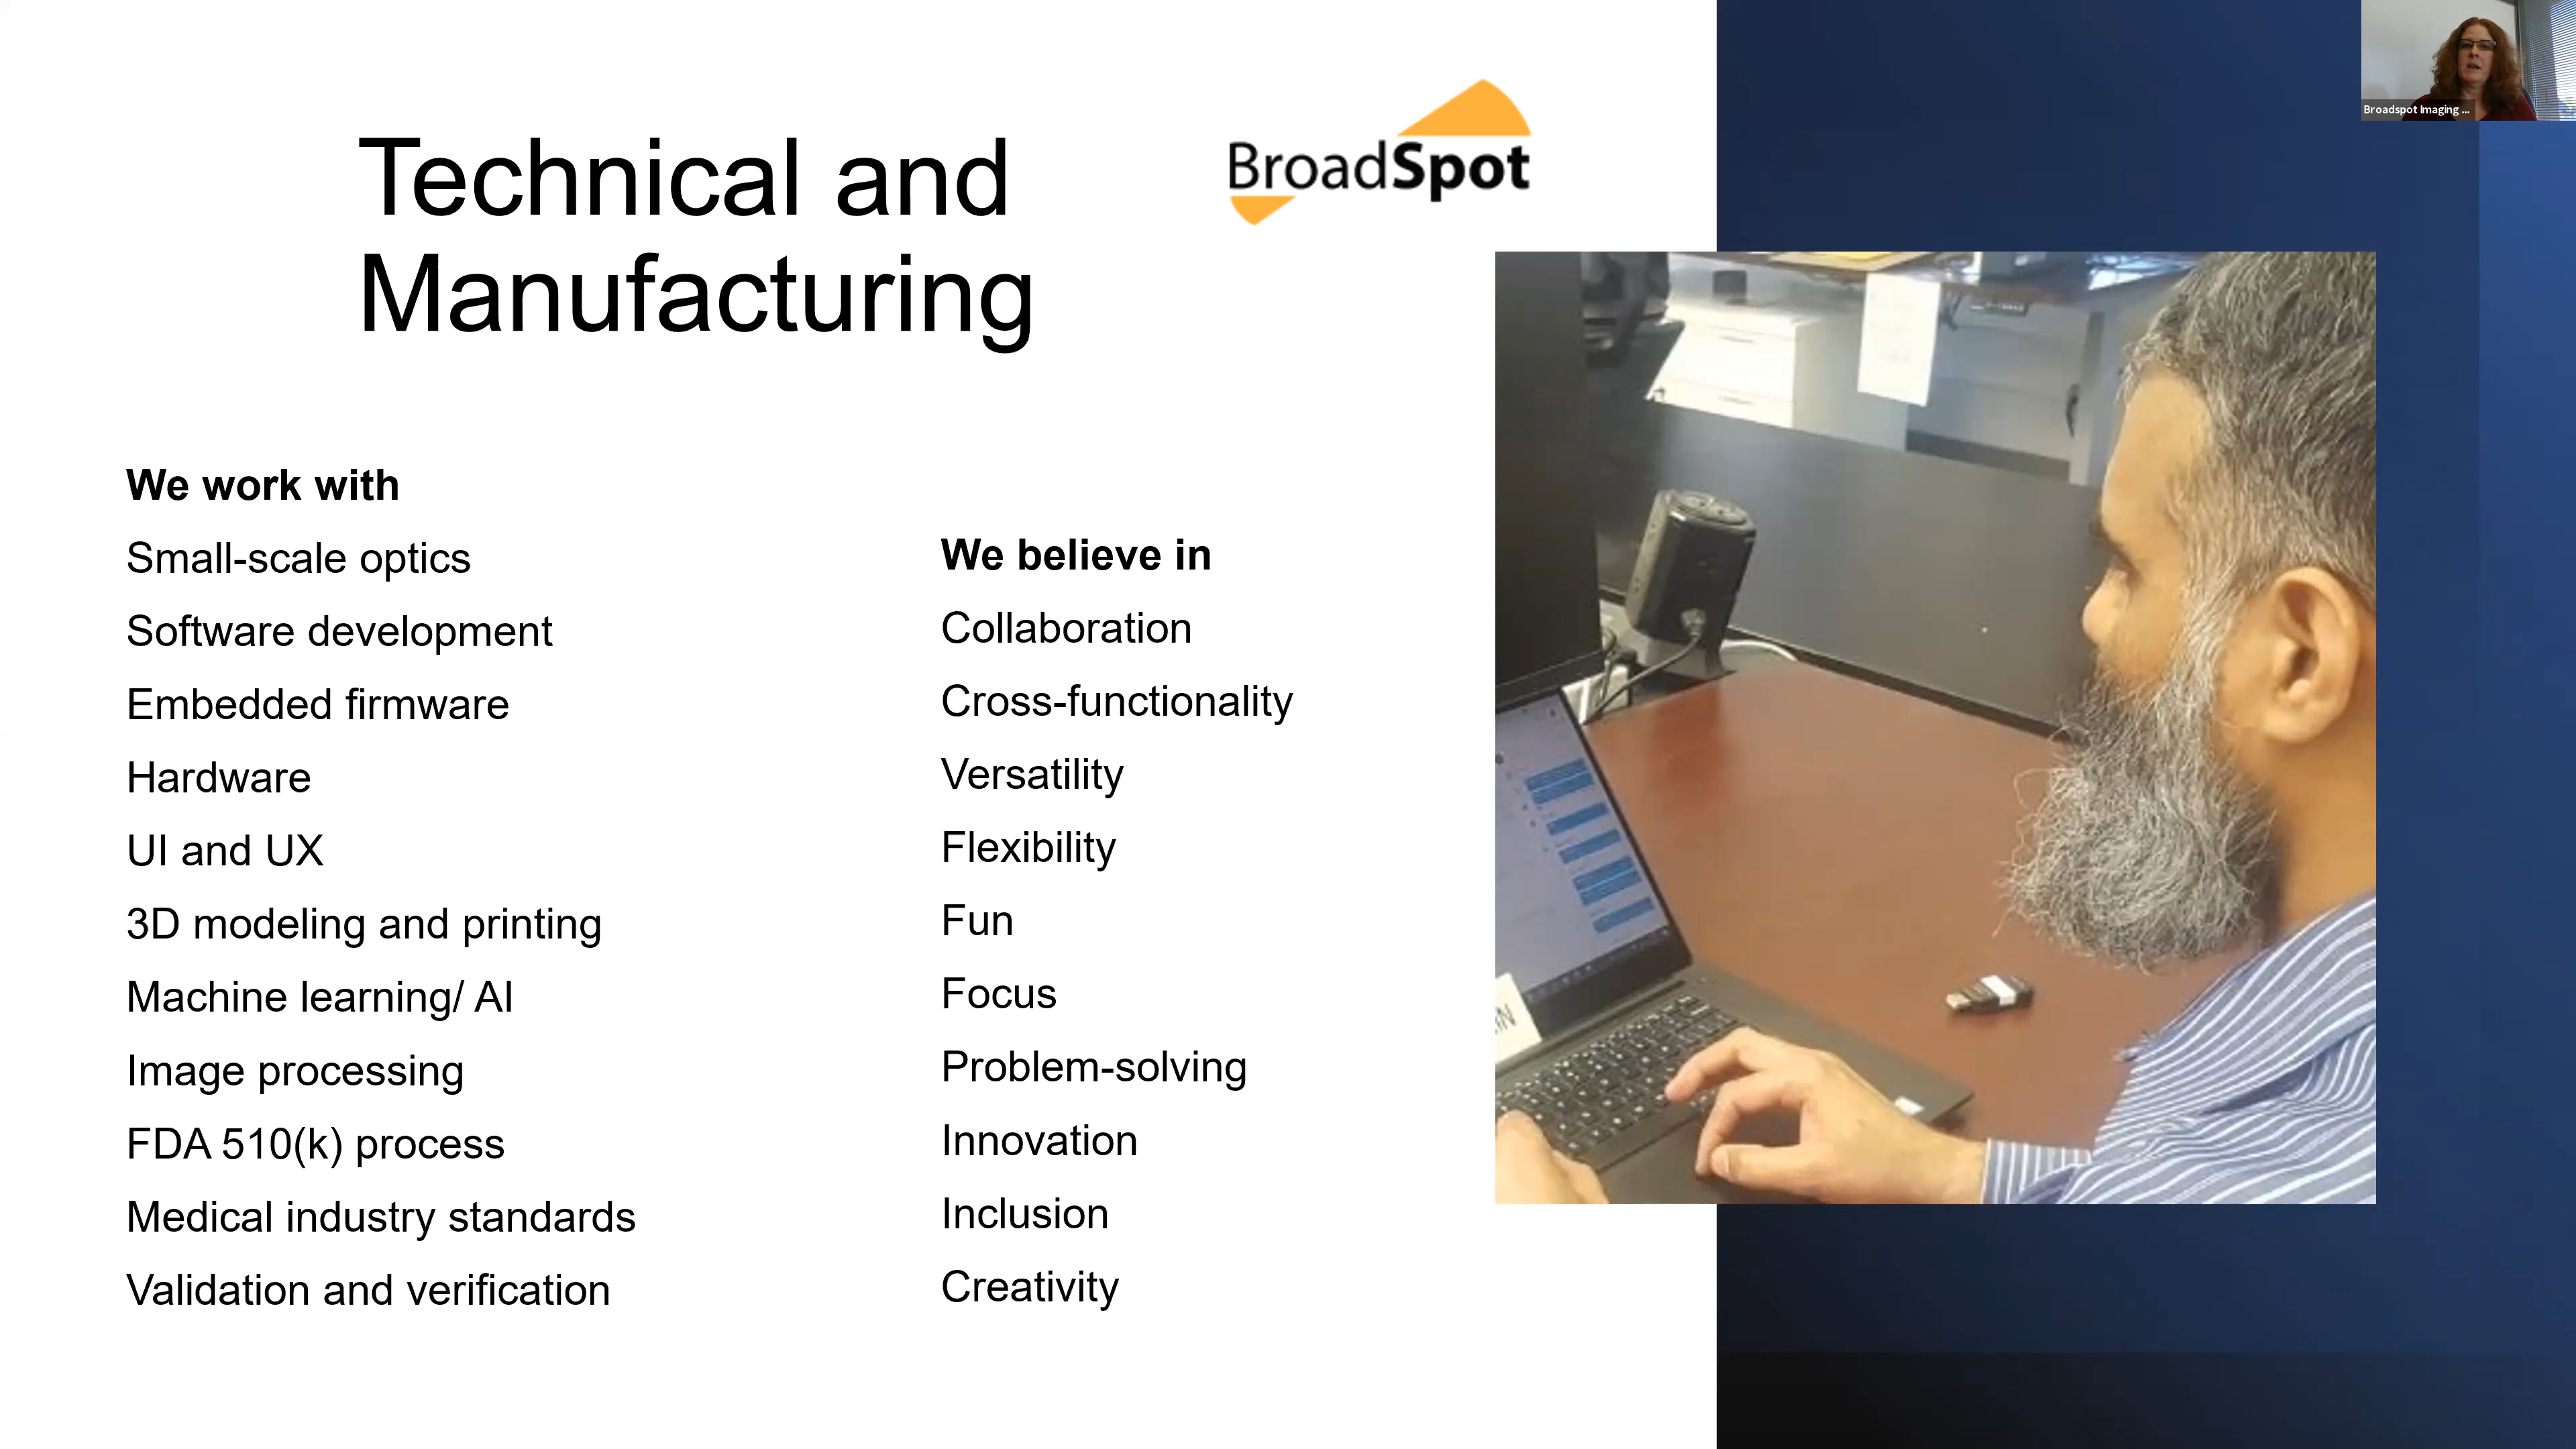 Technical and
Manufacturing
BroadSpot
Broadspot Imaging ...
We work with
Small-scale optics
Software development
Embedded firmware
Hardware
UI and UX
3D modeling and printing
Machine learning/ AI
Image processing
FDA 510(k) process
Medical industry standards
Validation and verification
We believe in
Collaboration
Cross-functionality
Versatility
Flexibility
Fun
Focus
Problem-solving
Innovation
Inclusion
Creativity